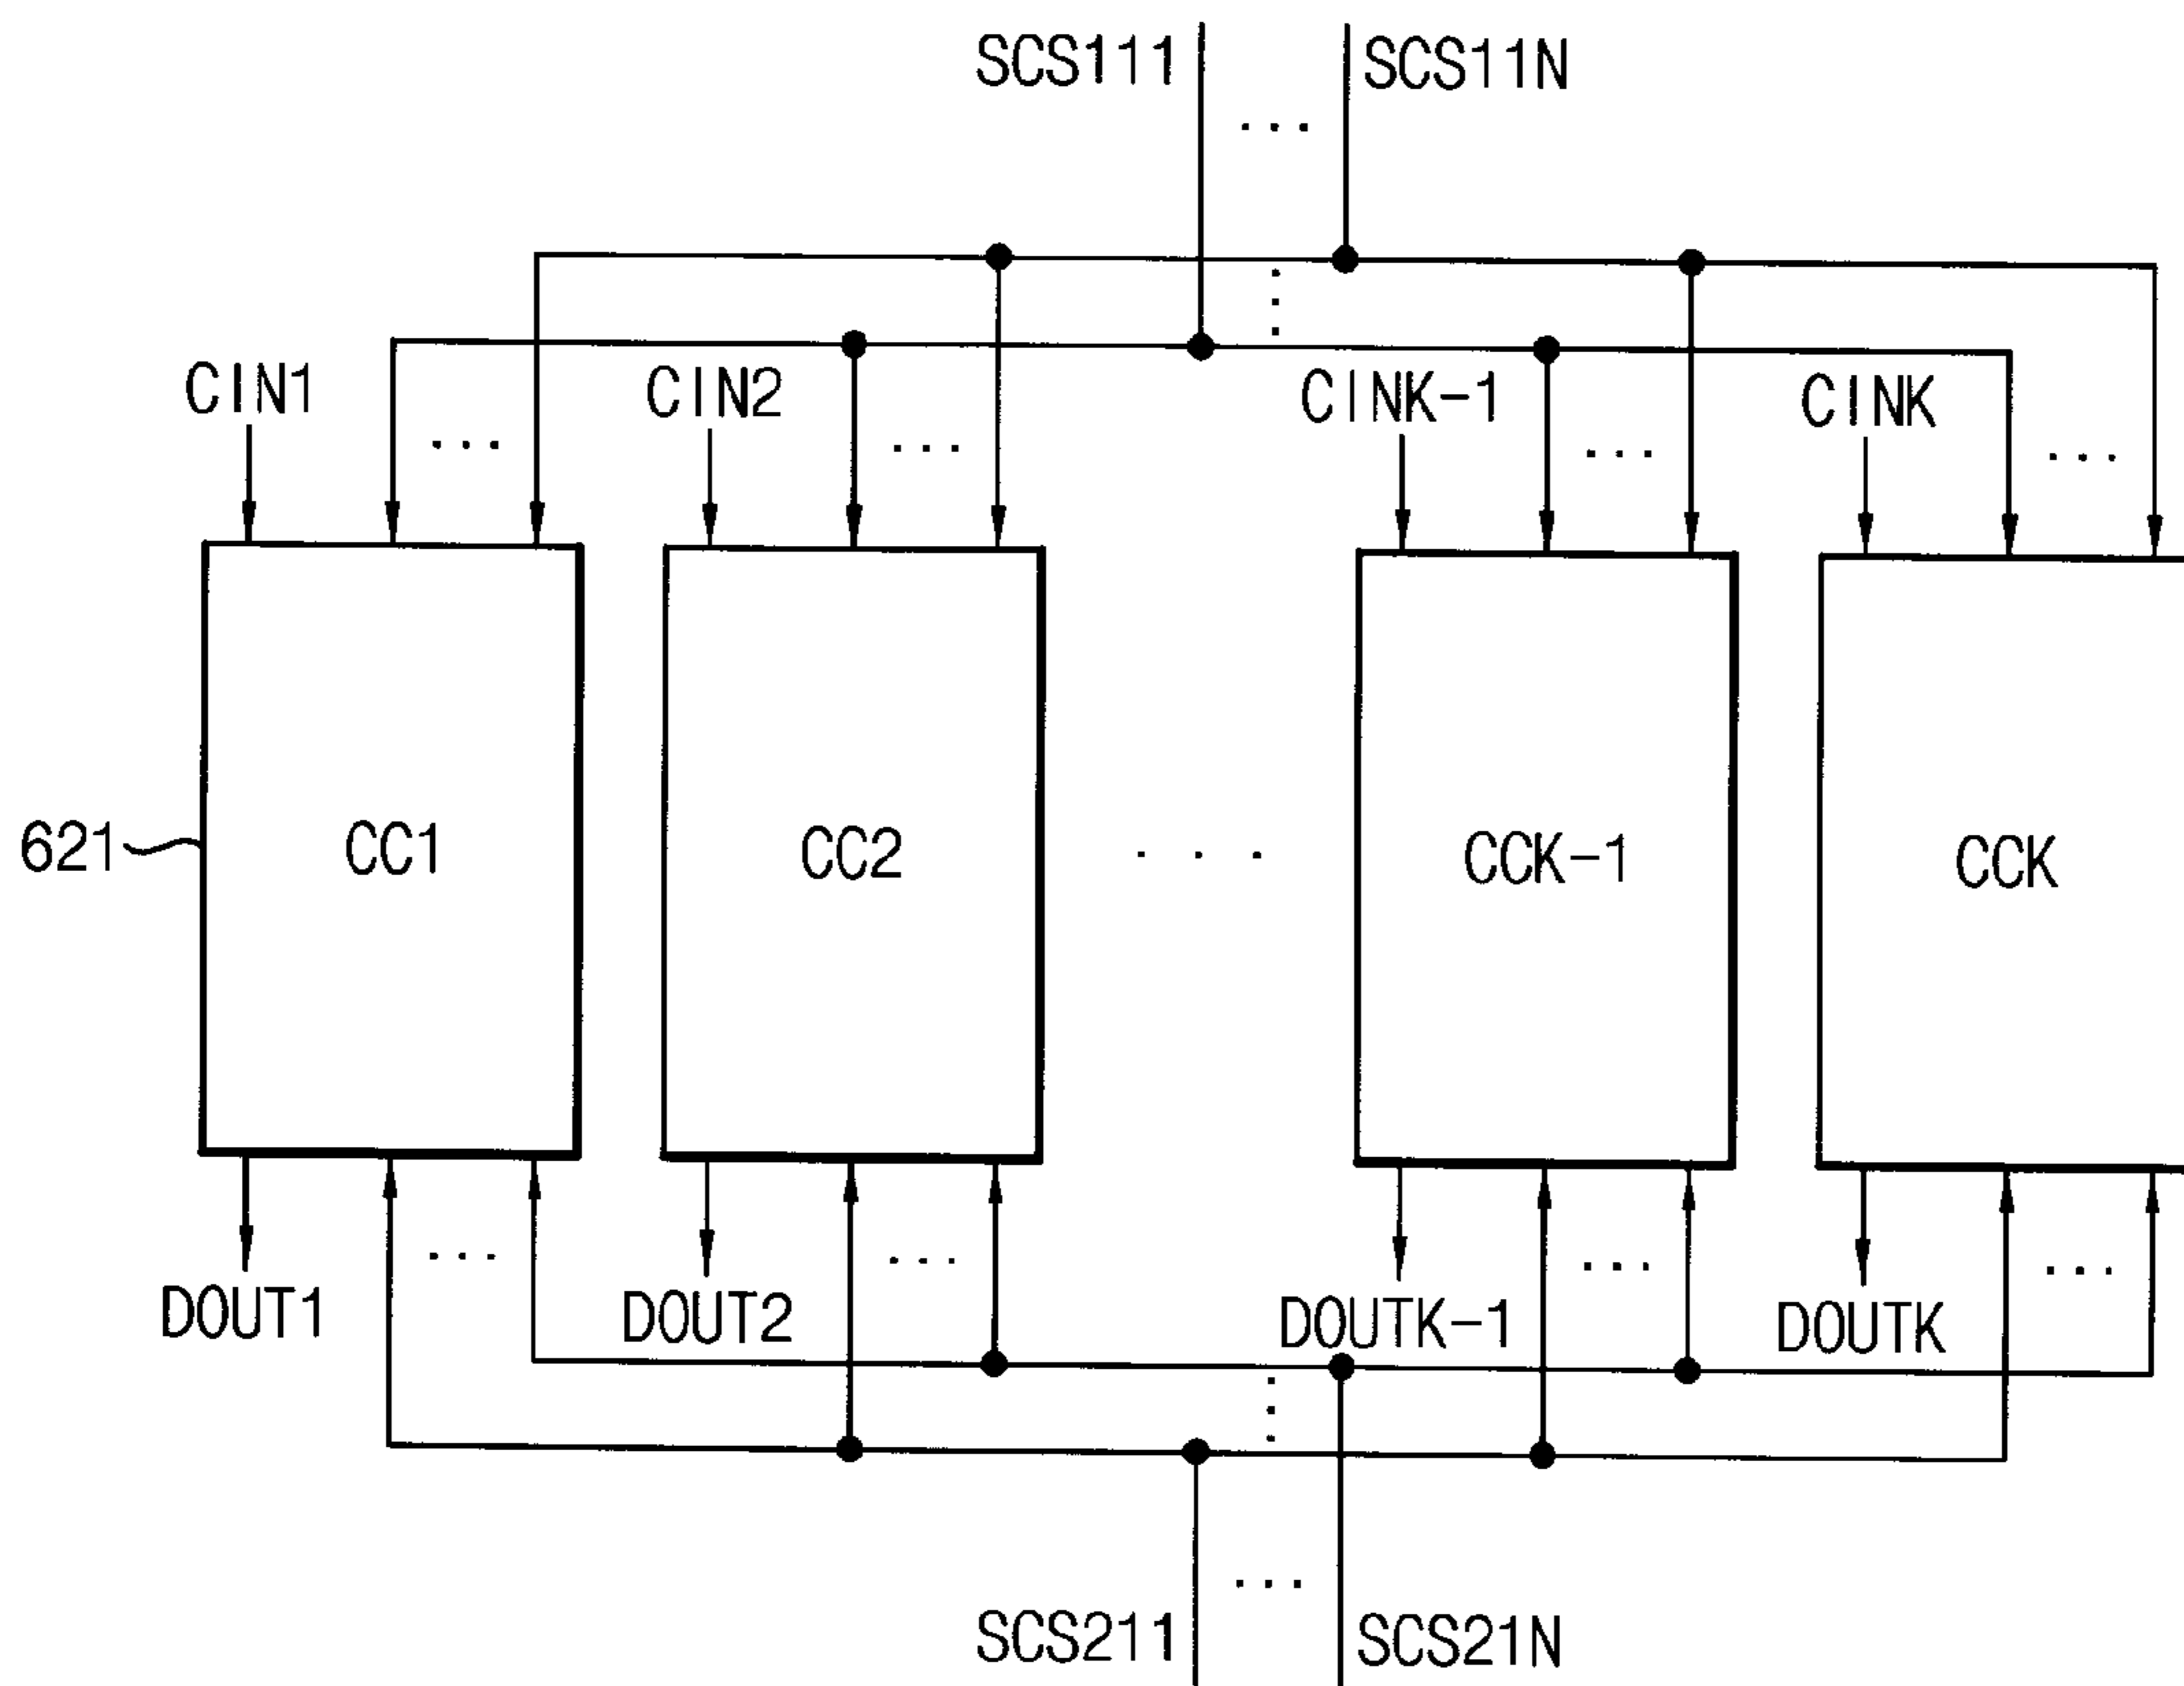 SCS111
SCS11N
...
CIN1
CIN2
CINK-1
CINK
...
...
...
...
621
CC1
CC2
. . .
CCK-1
CCK
...
...
...
...
DOUT1
DOUT2
DOUTK-1
DOUTK
...
SCS211
SCS21N